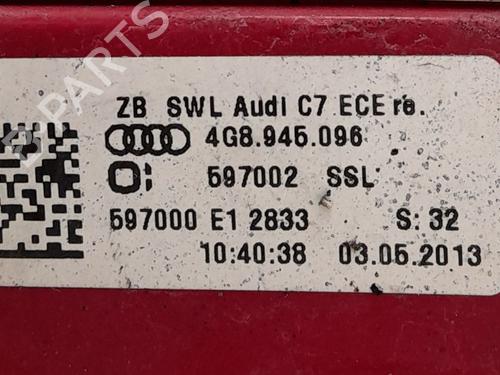 ZB SWL Audi C7 ECE re.
4G8.945.096
597002 SSL
597000 E1 2833 S: 32
10:40:38 03.05.2013
B PARTS